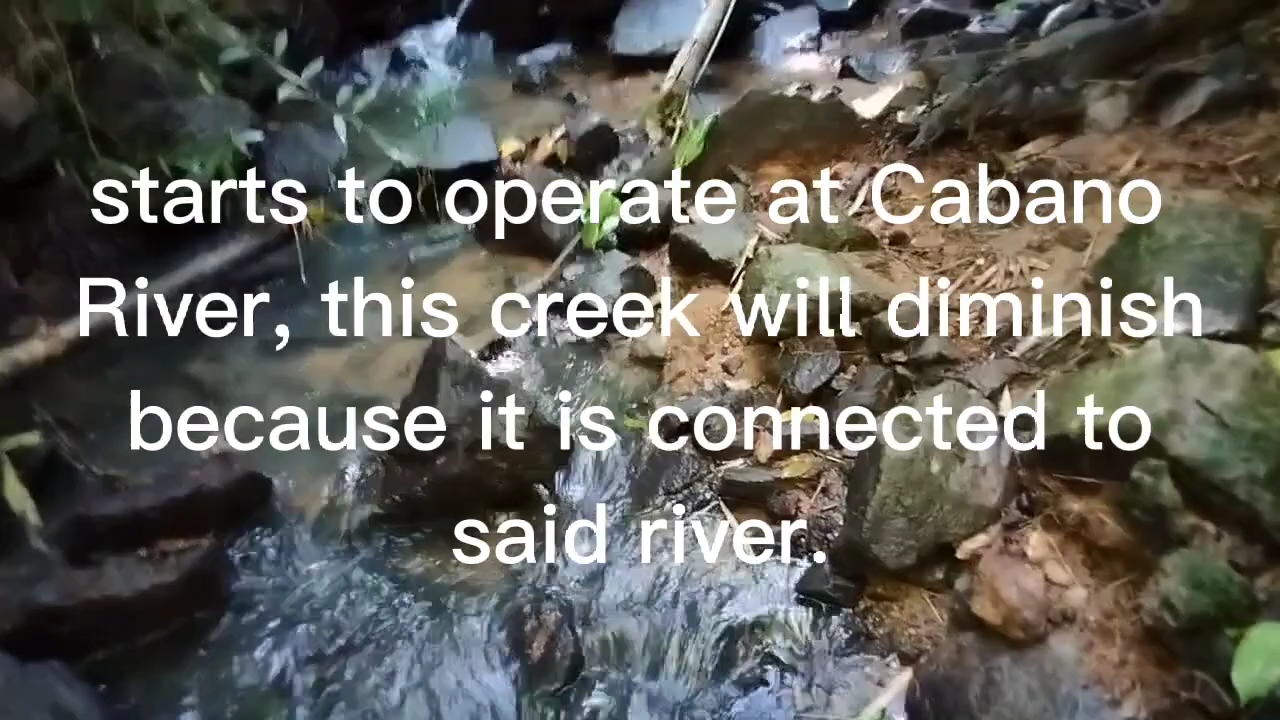 starts to operate at Cabano
River, this creek will diminish
because it is connected to
said river.